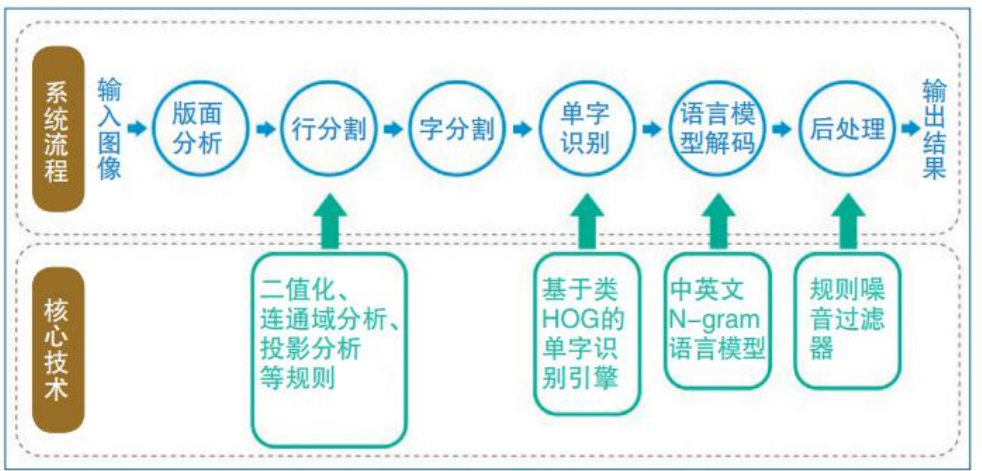 系统流程
输入图像
版面
分析
行分割
字分割
单字
识别
语言模
型解码
后处理
输出结果
核心技术
二值化、
连通域分析、
投影分析
等规则
基于类
HOG的
单字识
别引擎
中英文
N-gram
语言模型
规则噪
音过滤
器